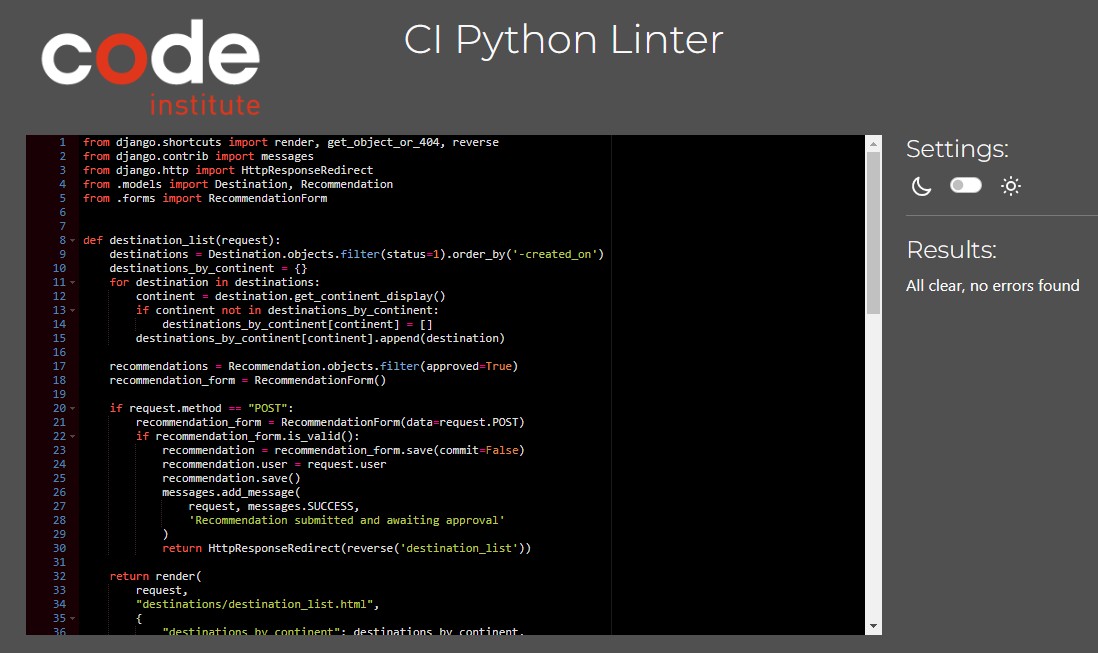 code
institute
CI Python Linter
1 from django.shortcuts import render, get_object_or_404, reverse
2 from django.contrib import messages
3 from django.http import HttpResponseRedirect
4 from .models import Destination, Recommendation
5 from .forms import RecommendationForm
6
7
8 def destination_list(request):
9     destinations = Destination.objects.filter(status=1).order_by('-created_on')
10     destinations_by_continent = {}
11     for destination in destinations:
12         continent = destination.get_continent_display()
13         if continent not in destinations_by_continent:
14             destinations_by_continent[continent] = []
15         destinations_by_continent[continent].append(destination)
16
17     recommendations = Recommendation.objects.filter(approved=True)
18     recommendation_form = RecommendationForm()
19
20     if request.method == "POST":
21         recommendation_form = RecommendationForm(data=request.POST)
22         if recommendation_form.is_valid():
23             recommendation = recommendation_form.save(commit=False)
24             recommendation.user = request.user
25             recommendation.save()
26             messages.add_message(
27                 request, messages.SUCCESS,
28                 'Recommendation submitted and awaiting approval'
29             )
30             return HttpResponseRedirect(reverse('destination_list'))
31
32     return render(
33         request,
34         "destinations/destination_list.html",
35         {
36             "destinations_by_continent": destinations_by_continent,
Settings:
Results:
All clear, no errors found